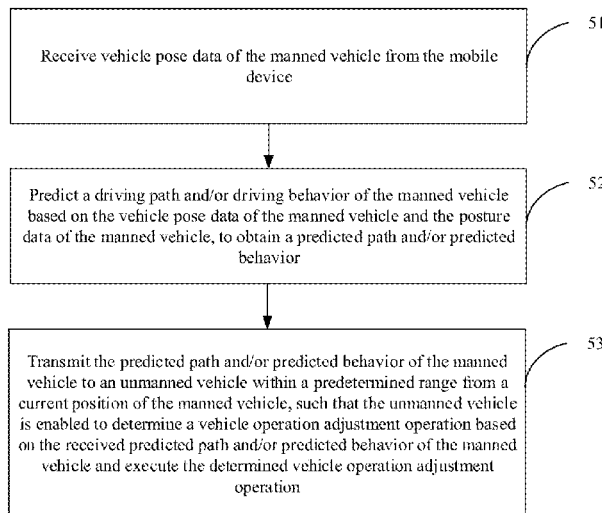 51
Receive vehicle pose data of the manned vehicle from the mobile
device
52
Predict a driving path and/or driving behavior of the manned vehicle
based on the vehicle pose data of the manned vehicle and the posture
data of the manned vehicle, to obtain a predicted path and/or predicted
behavior
53
Transmit the predicted path and/or predicted behavior of the manned
vehicle to an unmanned vehicle within a predetermined range from a
current position of the manned vehicle, such that the unmanned vehicle
is enabled to determine a vehicle operation adjustment operation based
on the received predicted path and/or predicted behavior of the manned
vehicle and execute the determined vehicle operation adjustment
operation